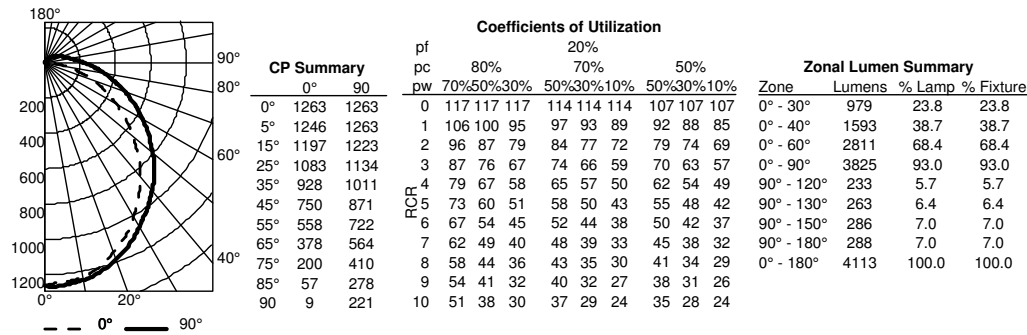 180°
90°
80°
60°
40°
20°
0°
200
400
600
800
1000
1200
0° 90°
CP Summary
0° 90
0° 1263 1263
5° 1246 1263
15° 1197 1223
25° 1083 1134
35° 928 1011
45° 750 871
55° 558 722
65° 378 564
75° 200 410
85° 57 278
90 9 221
Coefficients of Utilization
pf 20%
pc 80% 70% 50%
pw 70%50%30% 50%30%10% 50%30%10%
RCR
0 117 117 117 114 114 114 107 107 107
1 106 100 95 97 93 89 92 88 85
2 96 87 79 84 77 72 79 74 69
3 87 76 67 74 66 59 70 63 57
4 79 67 58 65 57 50 62 54 49
5 73 60 51 58 50 43 55 48 42
6 67 54 45 52 44 38 50 42 37
7 62 49 40 48 39 33 45 38 32
8 58 44 36 43 35 30 41 34 29
9 54 41 32 40 32 27 38 31 26
10 51 38 30 37 29 24 35 28 24
Zonal Lumen Summary
Zone Lumens % Lamp % Fixture
0° - 30° 979 23.8 23.8
0° - 40° 1593 38.7 38.7
0° - 60° 2811 68.4 68.4
0° - 90° 3825 93.0 93.0
90° - 120° 233 5.7 5.7
90° - 130° 263 6.4 6.4
90° - 150° 286 7.0 7.0
90° - 180° 288 7.0 7.0
0° - 180° 4113 100.0 100.0